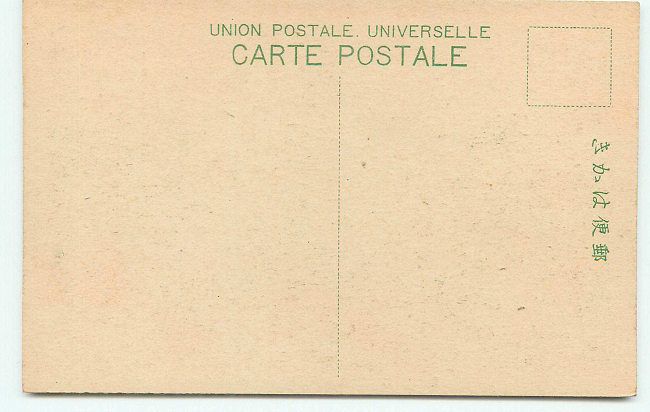 UNION POSTALE. UNIVERSELLE
CARTE POSTALE
郵便はかき